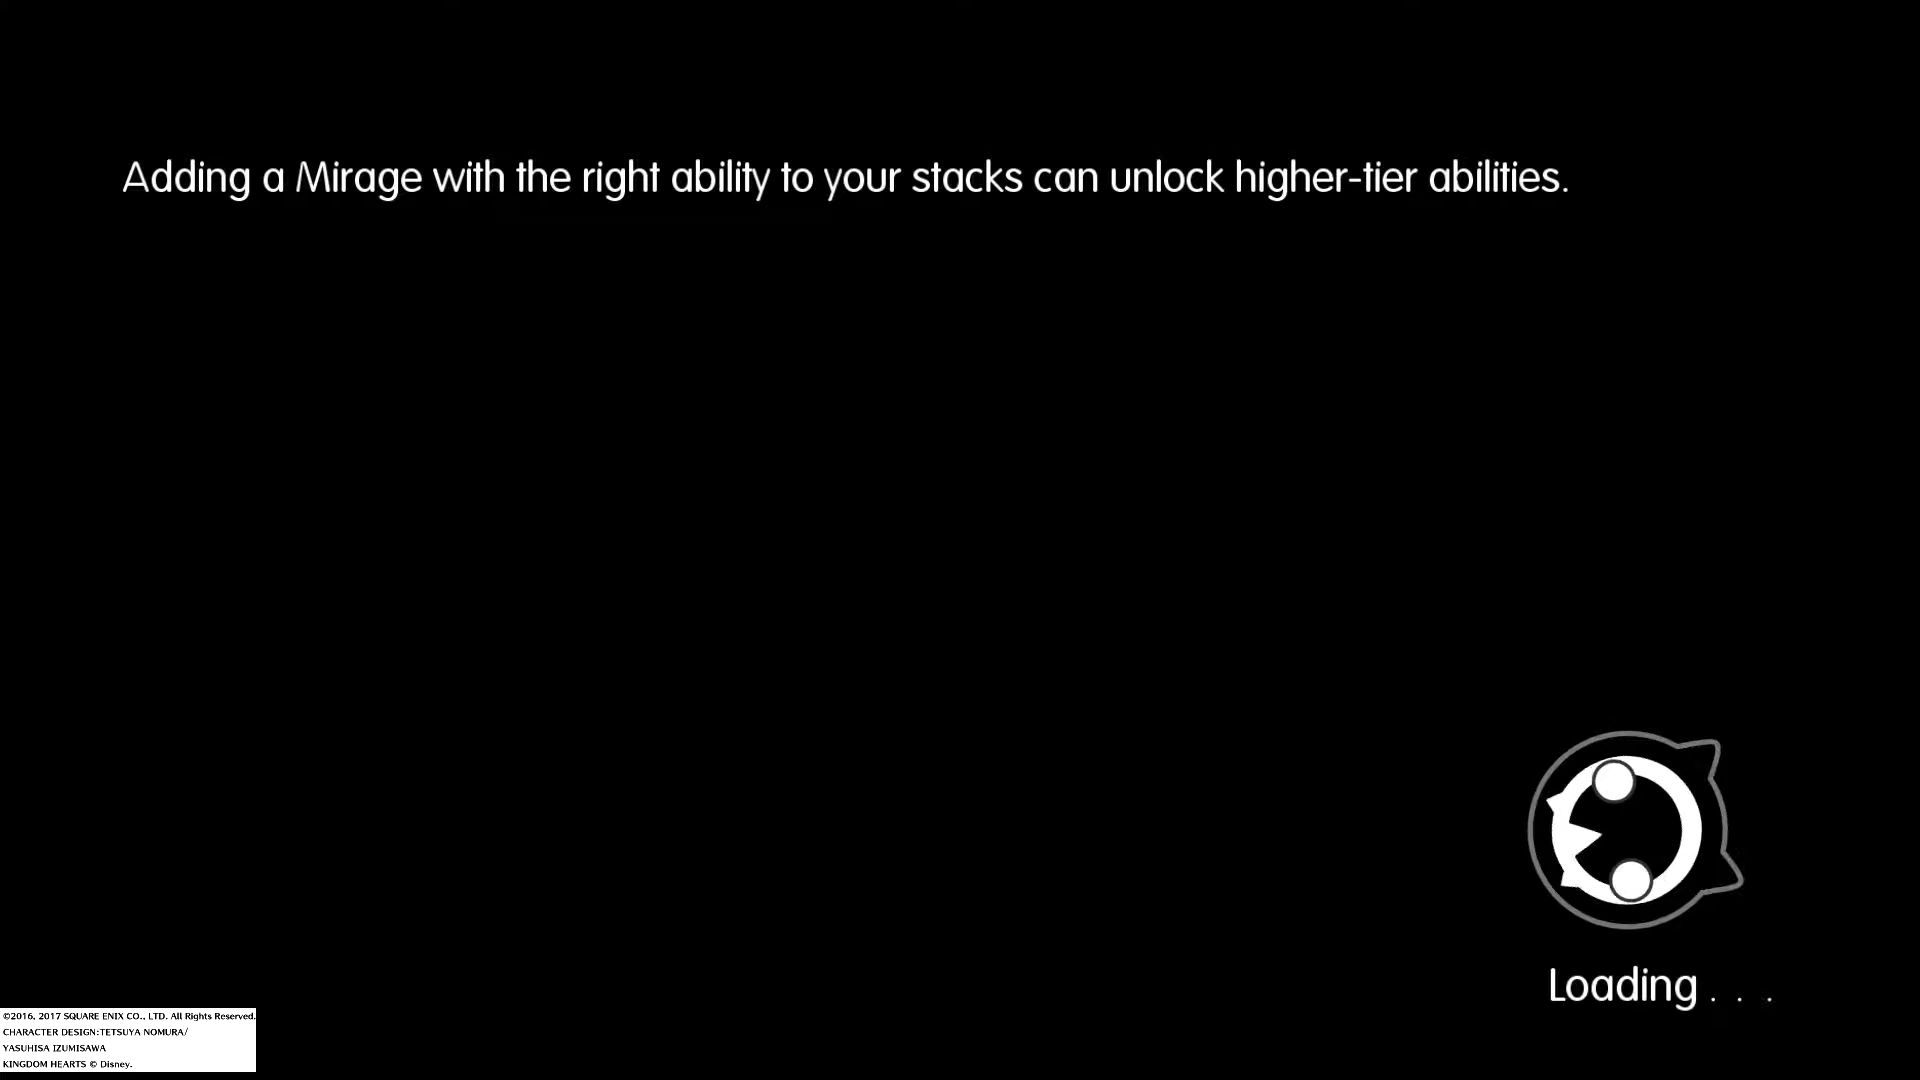 Adding a Mirage with the right ability to your stacks can unlock higher-tier abilities.
Loading . . .
©2016, 2017 SQUARE ENIX CO., LTD. All Rights Reserved.
CHARACTER DESIGN:TETSUYA NOMURA/
YASUHISA IZUMISAWA
KINGDOM HEARTS © Disney.